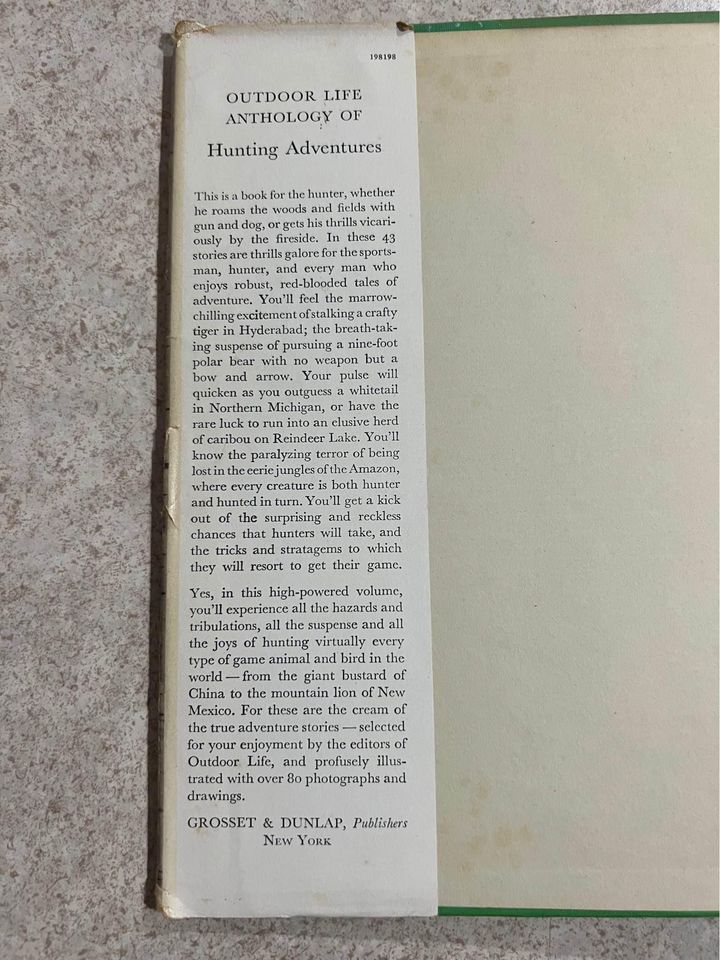 198198
OUTDOOR LIFE
ANTHOLOGY OF
Hunting Adventures
This is a book for the hunter, whether
he roams the woods and fields with
gun and dog, or gets his thrills vicari-
ously by the fireside. In these 43
stories are thrills galore for the sports-
man, hunter, and every man who
enjoys robust, red-blooded tales of
adventure. You'll feel the marrow-
chilling excitement of stalking a crafty
tiger in Hyderabad; the breath-tak-
ing suspense of pursuing a nine-foot
polar bear with no weapon but a
bow and arrow. Your pulse will
quicken as you outguess a whitetail
in Northern Michigan, or have the
rare luck to run into an elusive herd
of caribou on Reindeer Lake. You'll
know the paralyzing terror of being
lost in the eerie jungles of the Amazon,
where every creature is both hunter
and hunted in turn. You'll get a kick
out of the surprising and reckless
chances that hunters will take, and
the tricks and stratagems to which
they will resort to get their game.
Yes, in this high-powered volume,
you'll experience all the hazards and
tribulations, all the suspense and all
the joys of hunting virtually every
type of game animal and bird in the
world — from the giant bustard of
China to the mountain lion of New
Mexico. For these are the cream of
the true adventure stories — selected
for your enjoyment by the editors of
Outdoor Life, and profusely illus-
trated with over 80 photographs and
drawings.
GROSSET & DUNLAP, Publishers
NEW YORK